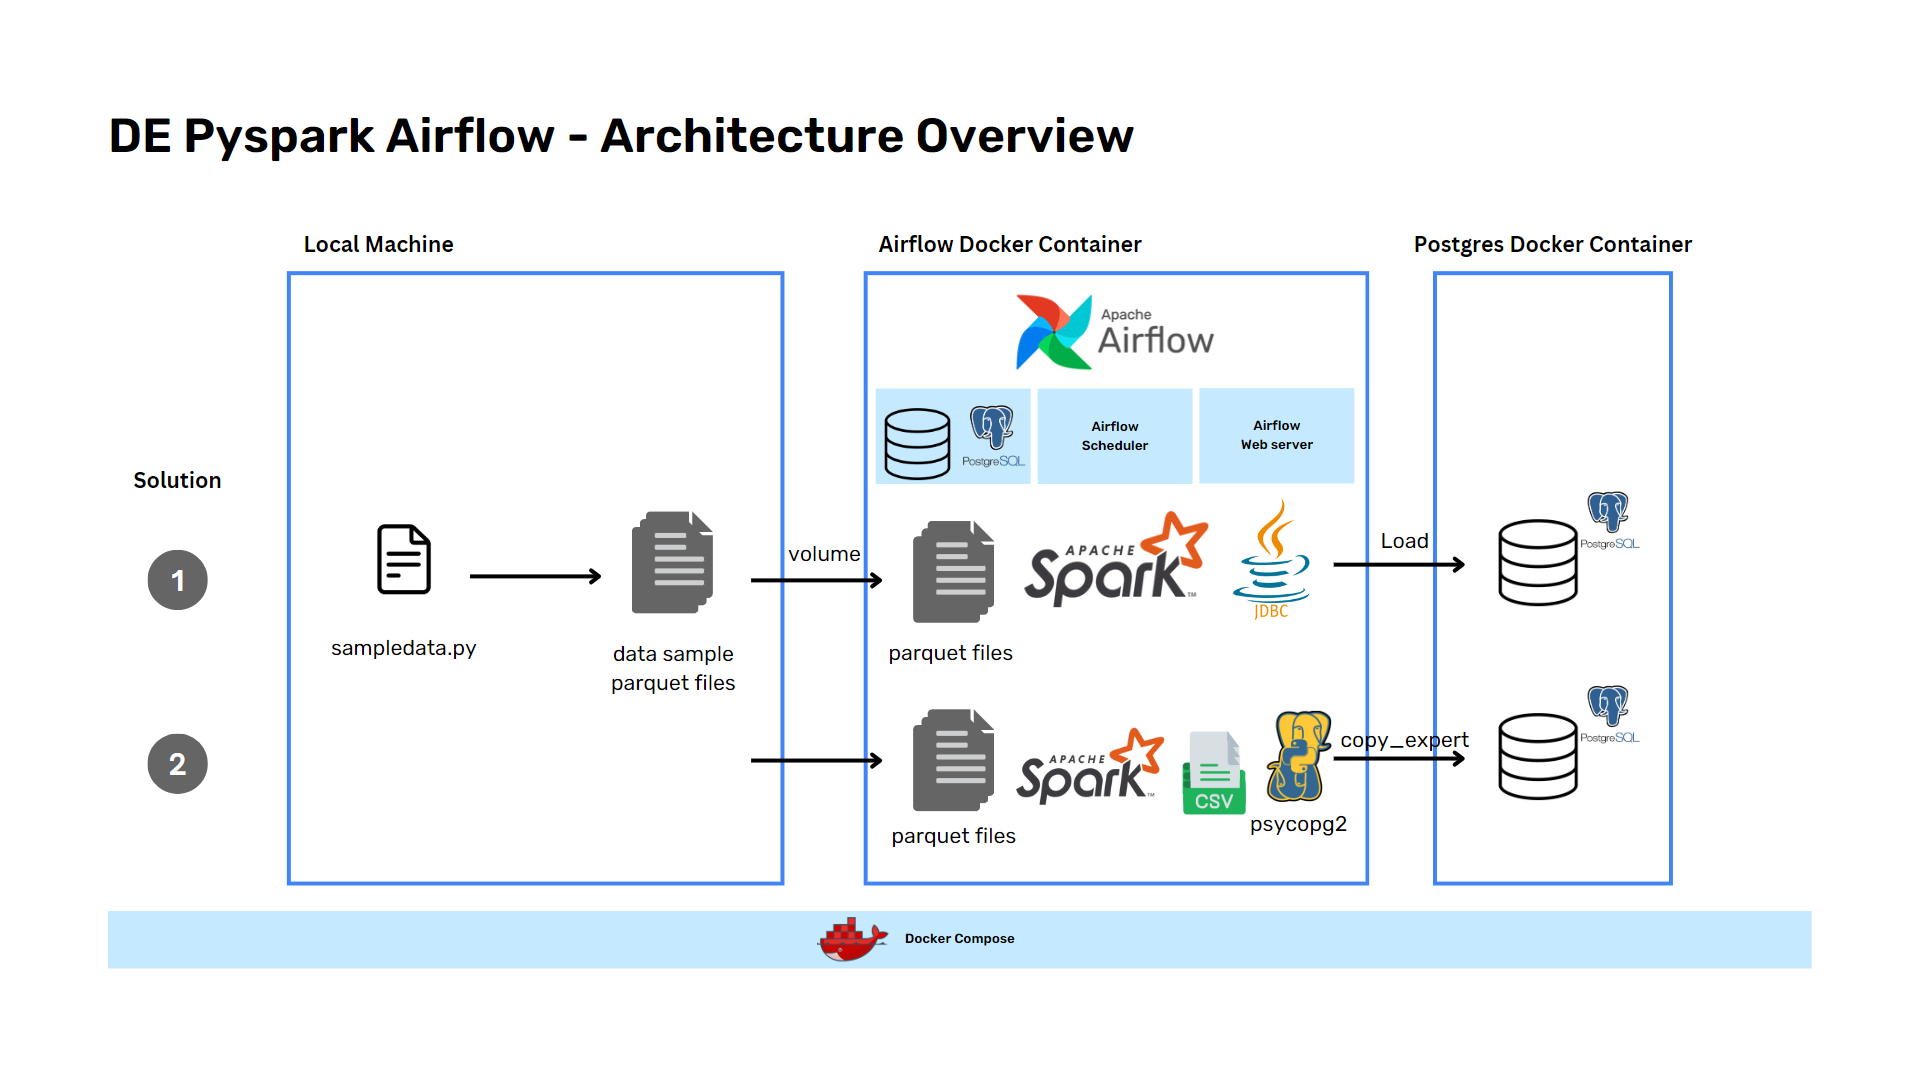 DE Pyspark Airflow - Architecture Overview
Local Machine
Airflow Docker Container
Postgres Docker Container
Apache
Airflow
PostgreSQL
Airflow
Scheduler
Airflow
Web server
Solution
1
sampledata.py
data sample
parquet files
volume
parquet files
APACHE
Spark™
JDBC
Load
PostgreSQL
2
parquet files
APACHE
Spark™
CSV
psycopg2
copy_expert
PostgreSQL
Docker Compose